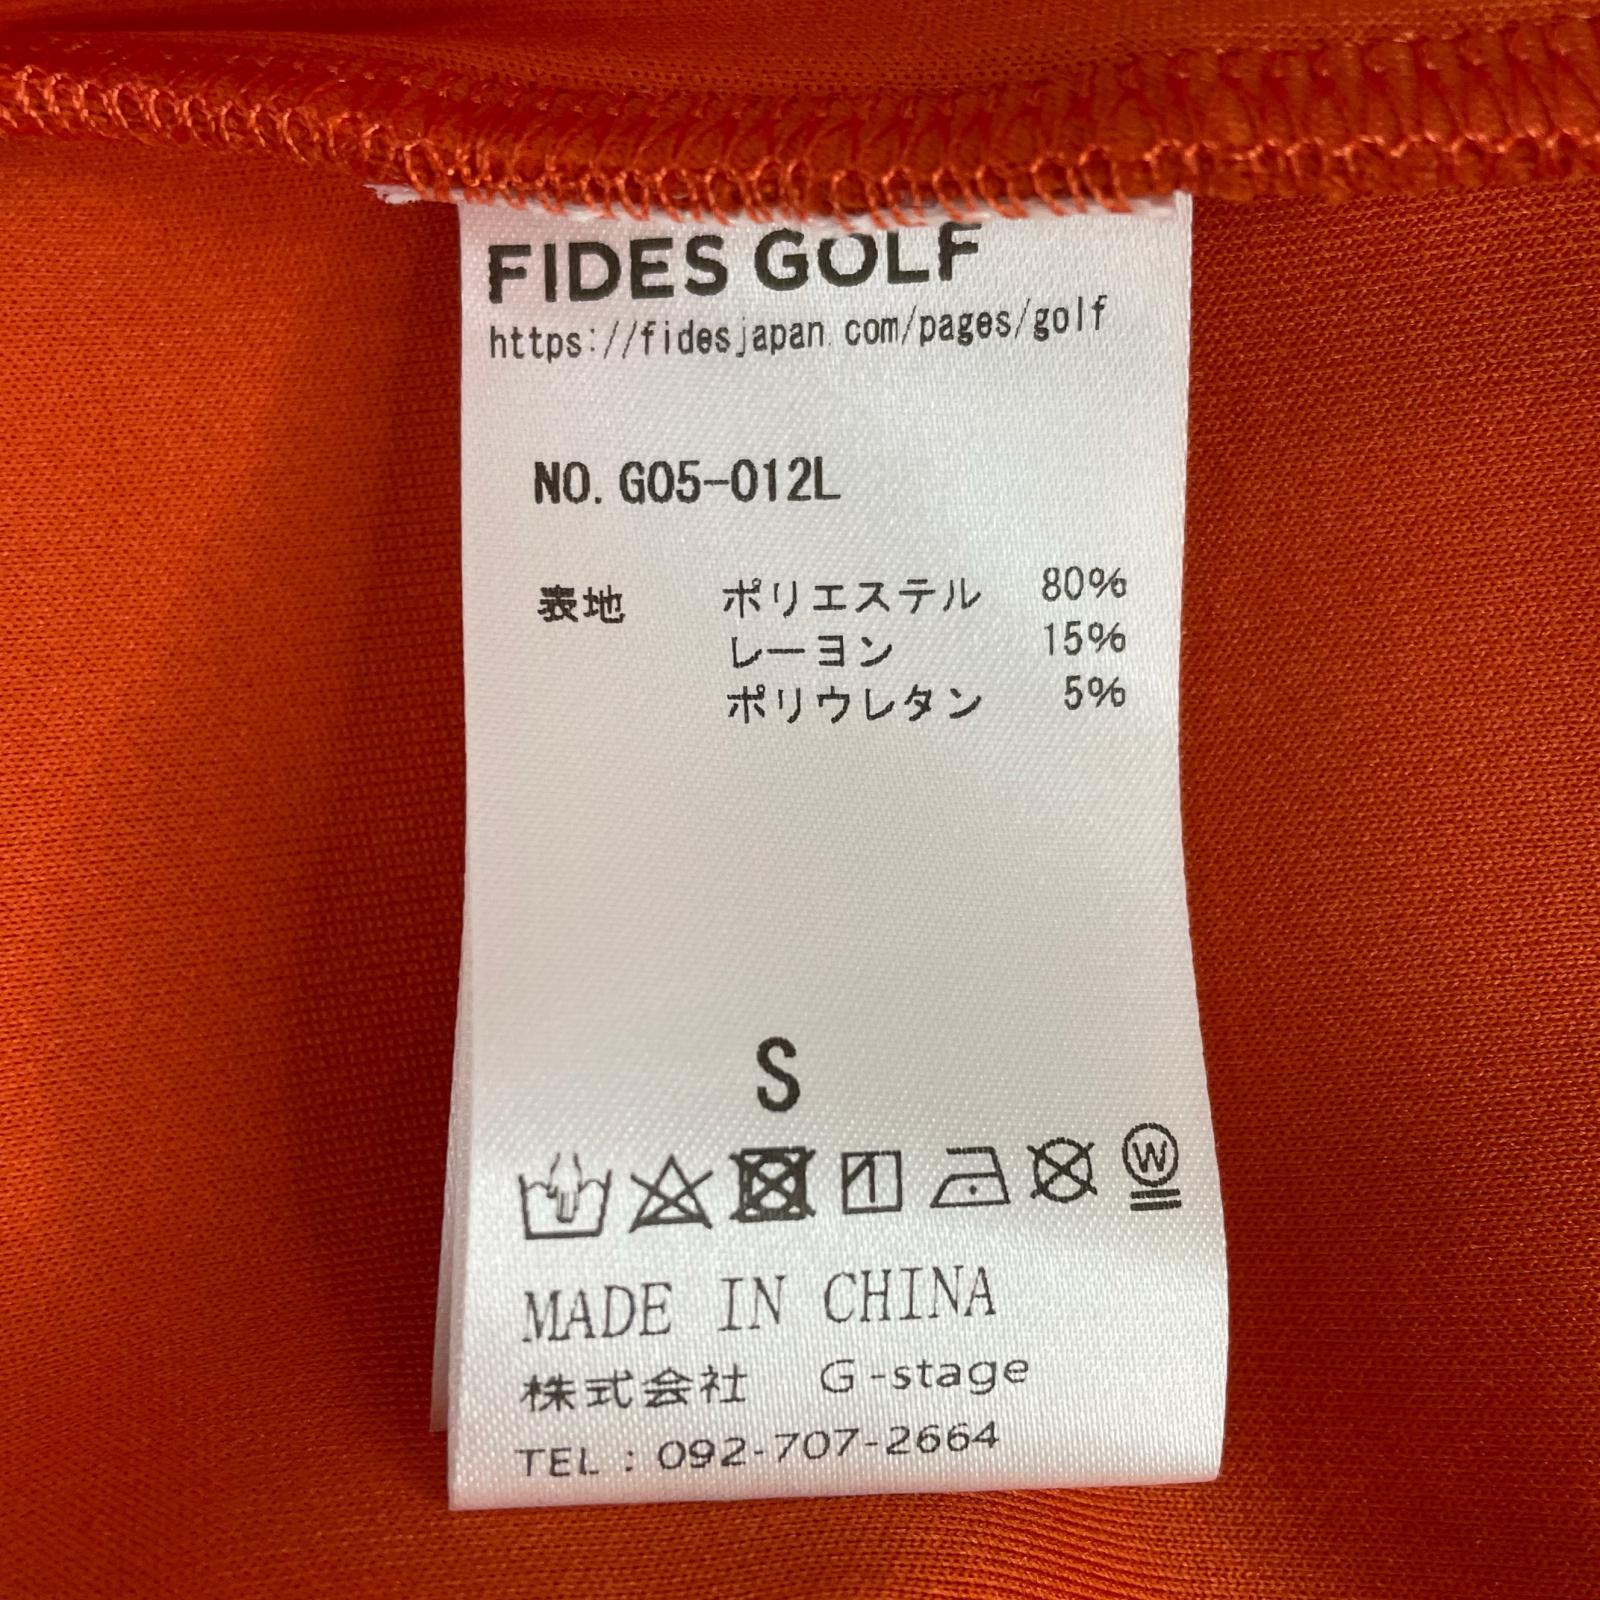 FIDES GOLF
https://fidesjapan.com/pages/golf
NO. G05-012L
表地 ポリエステル 80%
レーヨン 15%
ポリウレタン 5%
S
W
MADE IN CHINA
株式会社 G-stage
TEL : 092-707-2664